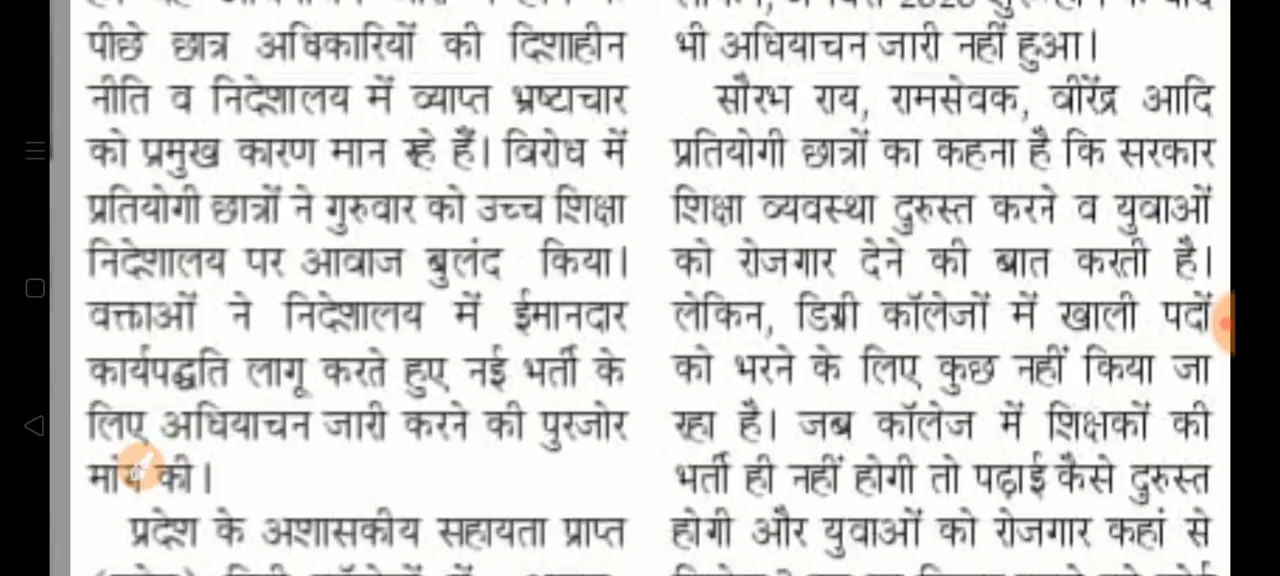 पीछे छात्र अधिकारियों की दिशाहीन
नीति व निदेशालय में व्याप्त भ्रष्टाचार
को प्रमुख कारण मान रहे हैं। विरोध में
प्रतियोगी छात्रों ने गुरुवार को उच्च शिक्षा
निदेशालय पर आवाज बुलंद किया।
वक्ताओं ने निदेशालय में ईमानदार
कार्यपद्धति लागू करते हुए नई भर्ती के
लिए अधियाचन जारी करने की पुरजोर
मांग की।
प्रदेश के अशासकीय सहायता प्राप्त
भी अधियाचन जारी नहीं हुआ।
सौरभ राय, रामसेवक, वीरेंद्र आदि
प्रतियोगी छात्रों का कहना है कि सरकार
शिक्षा व्यवस्था दुरुस्त करने व युवाओं
को रोजगार देने की बात करती है।
लेकिन, डिग्री कॉलेजों में खाली पदों
को भरने के लिए कुछ नहीं किया जा
रहा है। जब कॉलेज में शिक्षकों की
भर्ती ही नहीं होगी तो पढ़ाई कैसे दुरुस्त
होगी और युवाओं को रोजगार कहां से